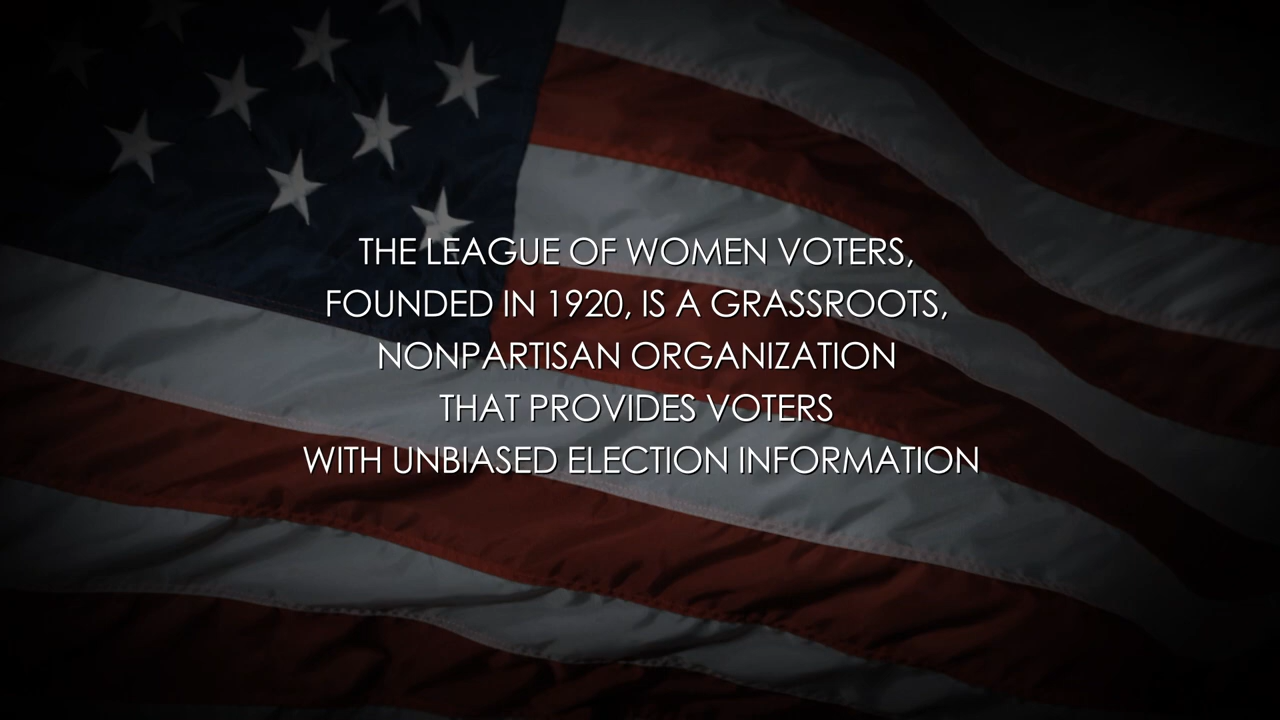 THE LEAGUE OF WOMEN VOTERS,
FOUNDED IN 1920, IS A GRASSROOTS,
NONPARTISAN ORGANIZATION
THAT PROVIDES VOTERS
WITH UNBIASED ELECTION INFORMATION